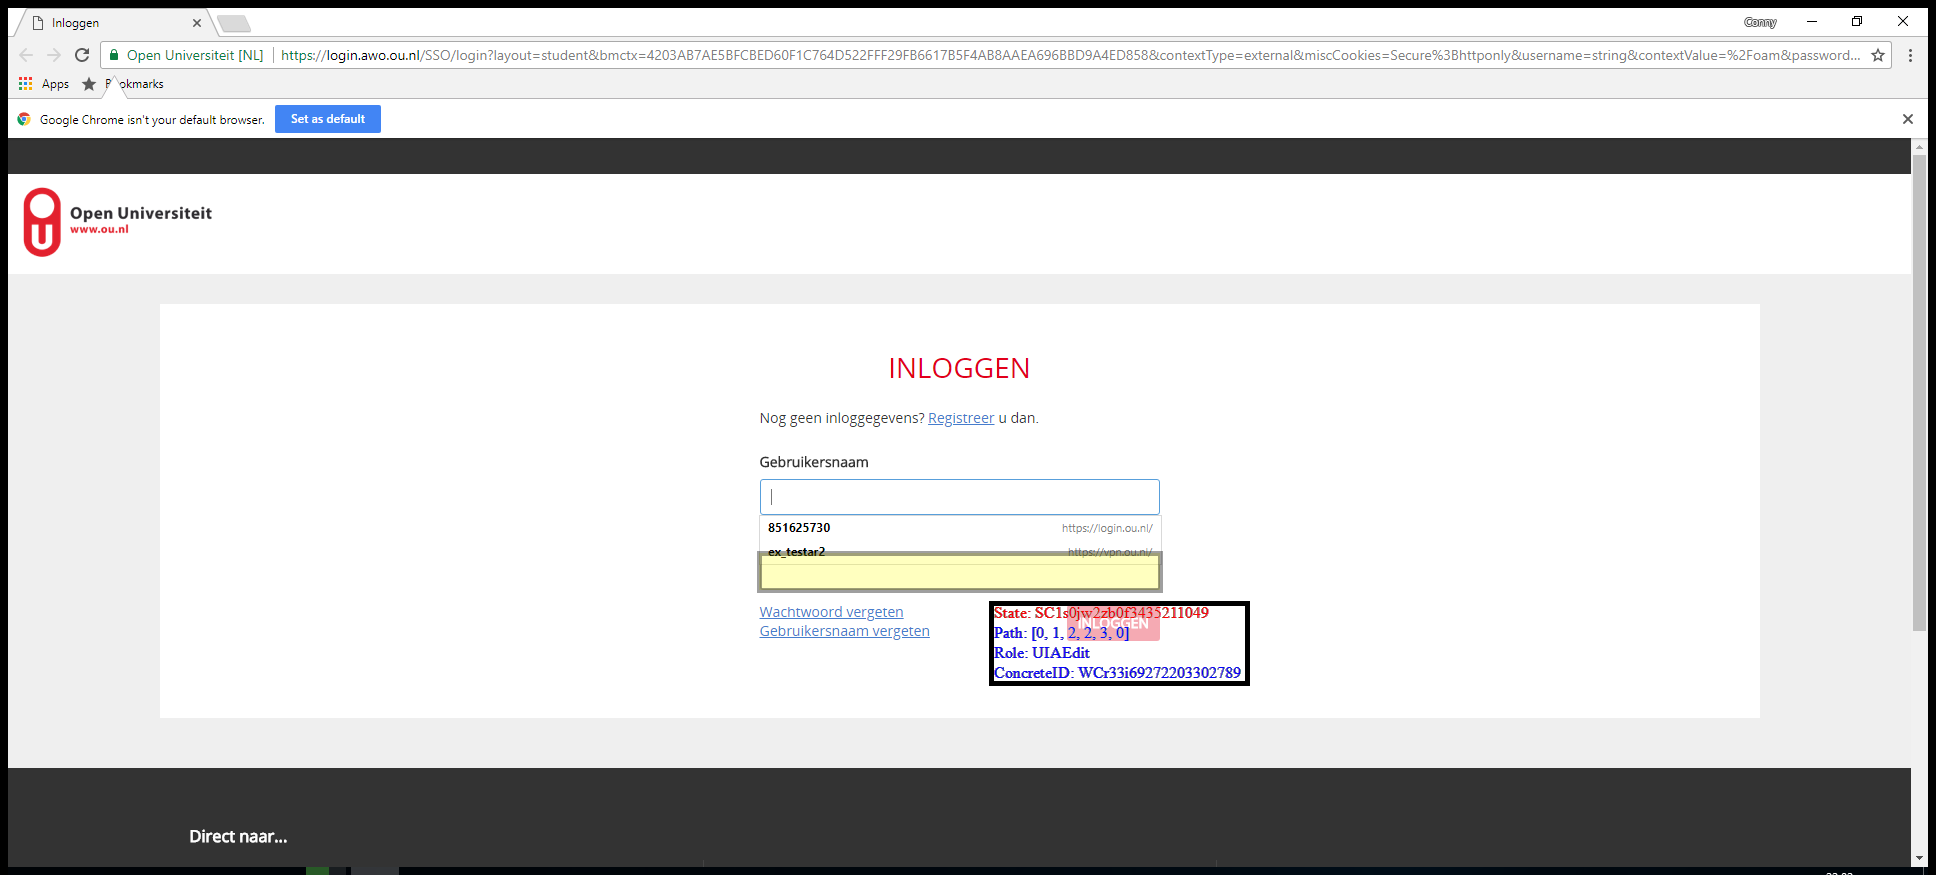 Inloggen
Conny
Open Universiteit [NL] https://login.awo.ou.nl/SSO/login?layout=student&bmctx=4203AB7AE5BFCBED60F1C764D522FFF29FB6617B5F4AB8AAEA696BBD9A4ED858&contextType=external&miscCookies=Secure%3Bhttponly&username=string&contextValue=%2Foam&password...
Apps Bookmarks
Google Chrome isn't your default browser. Set as default
Open Universiteit
www.ou.nl
INLOGGEN
Nog geen inloggegevens? Registreer u dan.
Gebruikersnaam
851625730 https://login.ou.nl/
ex_testar2 https://vpn.ou.nl/
Wachtwoord vergeten
Gebruikersnaam vergeten
State: SC1s0jw2zb0f3435211049
INLOGGEN
Path: [0, 1, 2, 2, 3, 0]
Role: UIAEdit
ConcreteID: WCr33i69272203302789
Direct naar...